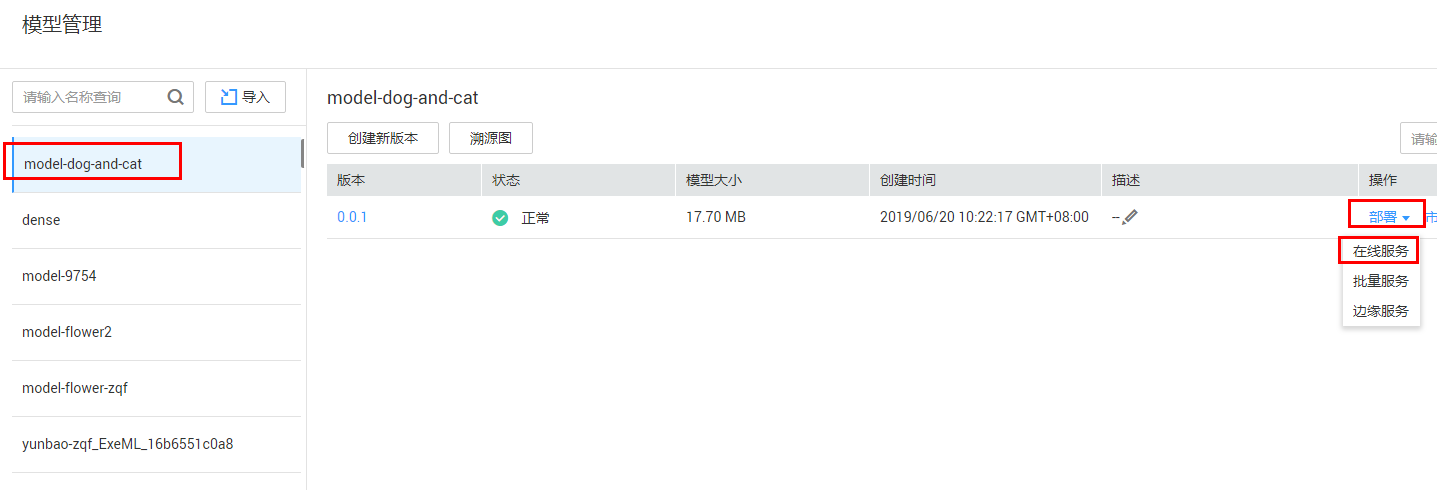 模型管理
请输入名称查询
导入
model-dog-and-cat
dense
model-9754
model-flower2
model-flower-zqf
yunbao-zqf_ExeML_16b6551c0a8
model-dog-and-cat
创建新版本 溯源图 请输
版本 状态 模型大小 创建时间 描述 操作
0.0.1 正常 17.70 MB 2019/06/20 10:22:17 GMT+08:00 -- 部署 市
在线服务
批量服务
边缘服务